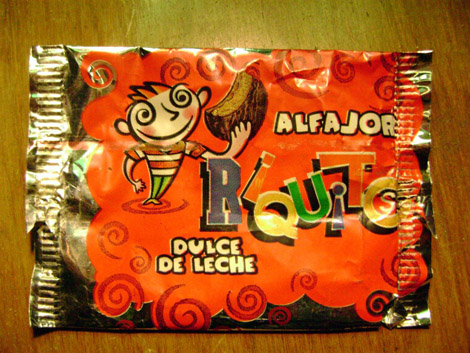 ALFAJOR
RiQUiTO
DULCE
DE LECHE